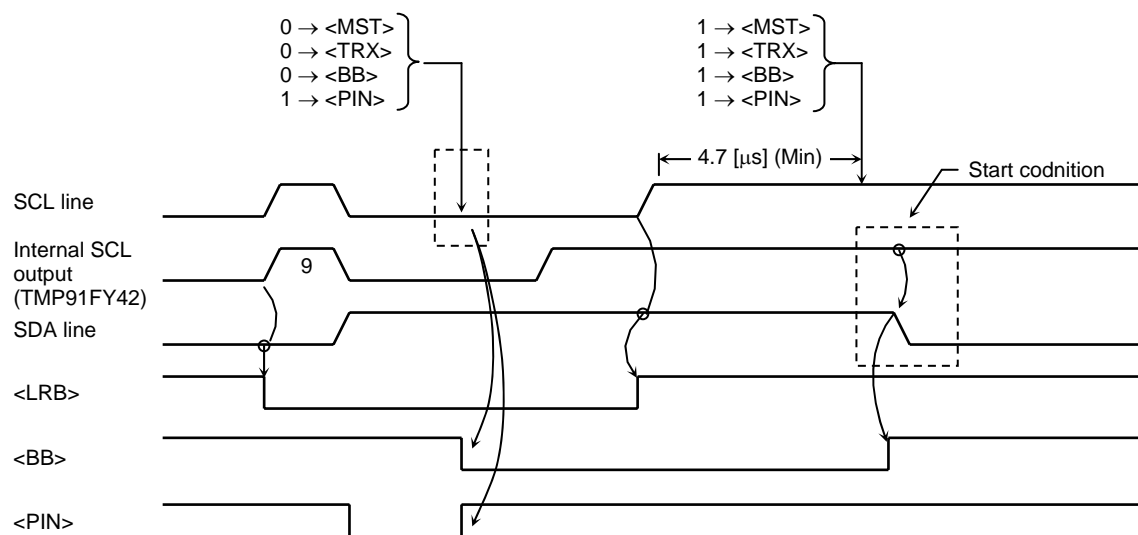 0 → <MST>
0 → <TRX>
0 → <BB>
1 → <PIN>
1 → <MST>
1 → <TRX>
1 → <BB>
1 → <PIN>
4.7 [μs] (Min)
Start codnition
SCL line
Internal SCL
output
(TMP91FY42)
9
SDA line
<LRB>
<BB>
<PIN>